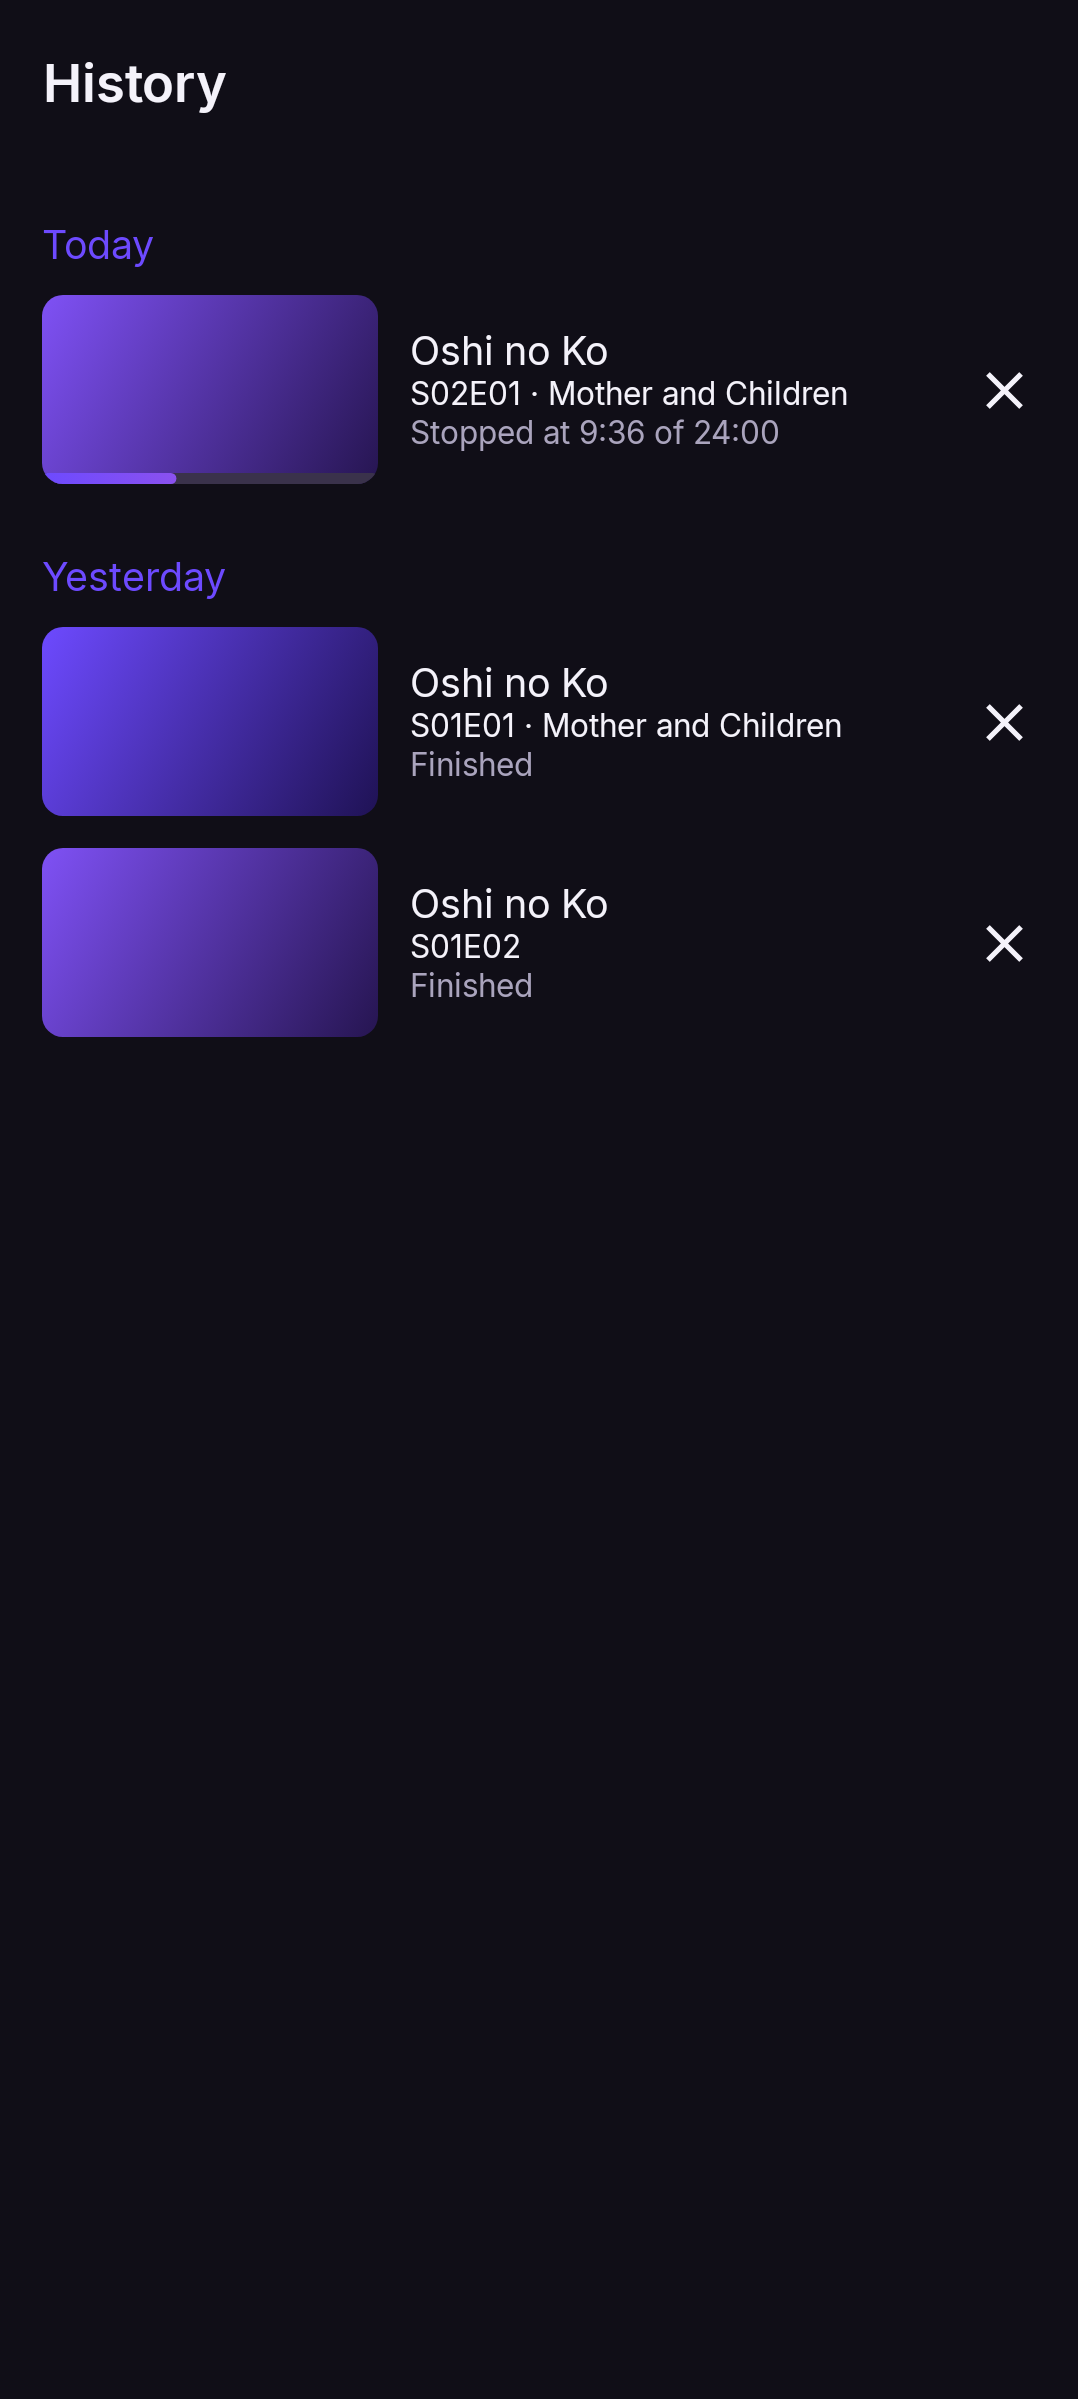 History
Today
Oshi no Ko
S02E01 · Mother and Children
Stopped at 9:36 of 24:00
Yesterday
Oshi no Ko
S01E01 · Mother and Children
Finished
Oshi no Ko
S01E02
Finished